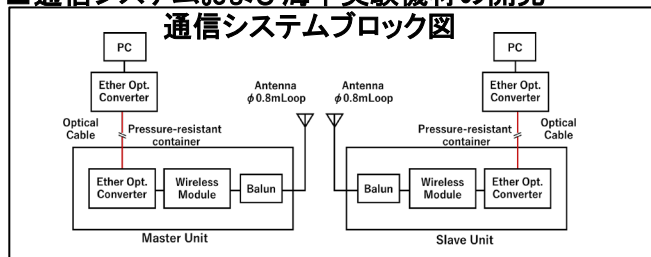 通信システムブロック図
PC
Ether Opt.
Converter
Optical
Cable
Pressure-resistant
container
Antenna
φ0.8mLoop
Ether Opt.
Converter
Wireless
Module
Balun
Master Unit
PC
Ether Opt.
Converter
Optical
Cable
Pressure-resistant
container
Antenna
φ0.8mLoop
Balun
Wireless
Module
Ether Opt.
Converter
Slave Unit